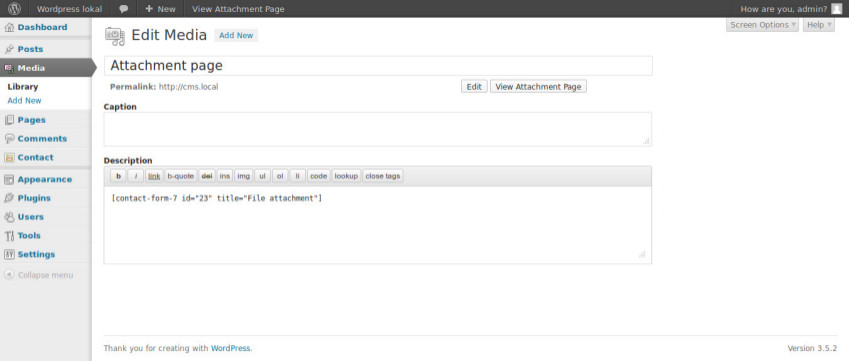 Wordpress lokal + New View Attachment Page How are you, admin?
Screen Options Help
Dashboard
Posts
Media
Library
Add New
Pages
Comments
Contact
Appearance
Plugins
Users
Tools
Settings
Collapse menu
Edit Media Add New
Attachment page
Permalink: http://cms.local Edit View Attachment Page
Caption
Description
b i link b-quote del ins img ul ol li code lookup close tags
[contact-form-7 id="23" title="File attachment"]
Thank you for creating with WordPress. Version 3.5.2